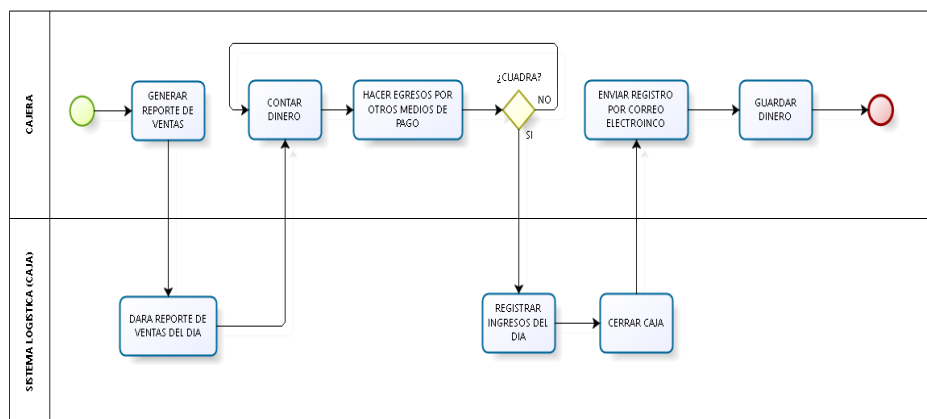 CAJERA
GENERAR
REPORTE DE
VENTAS
CONTAR
DINERO
HACER EGRESOS POR
OTROS MEDIOS DE
PAGO
¿CUADRA?
NO
SI
ENVIAR REGISTRO
POR CORREO
ELECTROINCO
GUARDAR
DINERO
SISTEMA LOGISTICA (CAJA)
DARA REPORTE DE
VENTAS DEL DIA
REGISTRAR
INGRESOS DEL
DIA
CERRAR CAJA